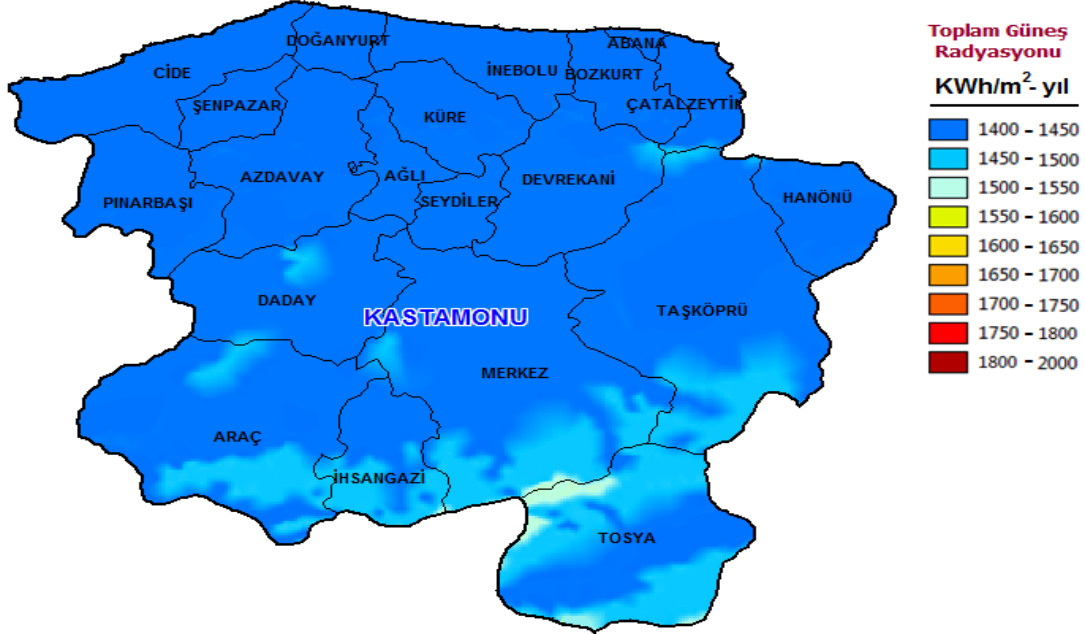 DOĞANYURT
ABANA
CİDE
İNEBOLU
BOZKURT
ŞENPAZAR
ÇATALZEYTİN
KÜRE
AZDAVAY
AĞLI
DEVREKANİ
PINARBAŞI
SEYDİLER
HANÖNÜ
DADAY
KASTAMONU
TAŞKÖPRÜ
MERKEZ
ARAÇ
İHSANGAZİ
TOSYA
Toplam Güneş
Radyasyonu
KWh/m²- yıl
1400 - 1450
1450 - 1500
1500 - 1550
1550 - 1600
1600 - 1650
1650 - 1700
1700 - 1750
1750 - 1800
1800 - 2000